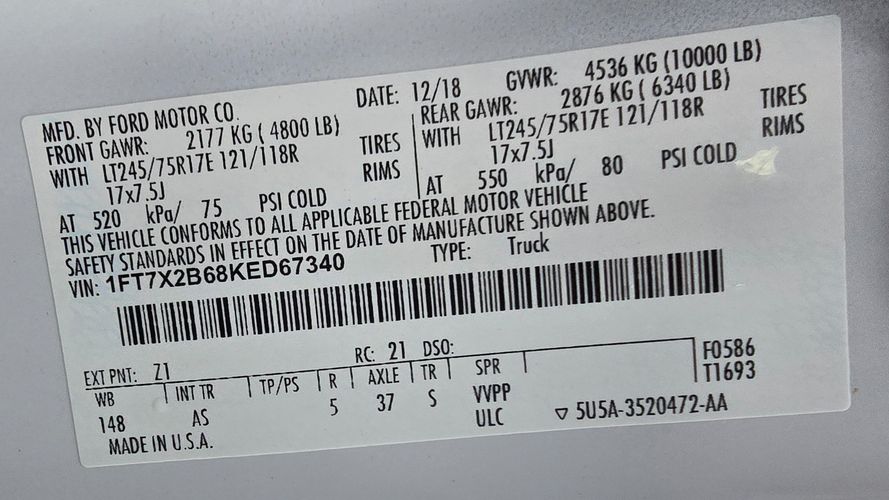 MFD. BY FORD MOTOR CO. DATE: 12/18 GVWR: 4536 KG (10000 LB)
FRONT GAWR: 2177 KG ( 4800 LB) REAR GAWR: 2876 KG ( 6340 LB)
WITH LT245/75R17E 121/118R TIRES WITH LT245/75R17E 121/118R TIRES
17x7.5J RIMS 17x7.5J RIMS
AT 520 kPa/ 75 PSI COLD AT 550 kPa/ 80 PSI COLD
THIS VEHICLE CONFORMS TO ALL APPLICABLE FEDERAL MOTOR VEHICLE
SAFETY STANDARDS IN EFFECT ON THE DATE OF MANUFACTURE SHOWN ABOVE.
VIN: 1FT7X2B68KED67340 TYPE: Truck
EXT PNT: Z1 RC: 21 DSO: F0586
WB INT TR TP/PS R AXLE TR SPR T1693
148 AS 5 37 S VVPP
ULC ▽ 5U5A-3520472-AA
MADE IN U.S.A.